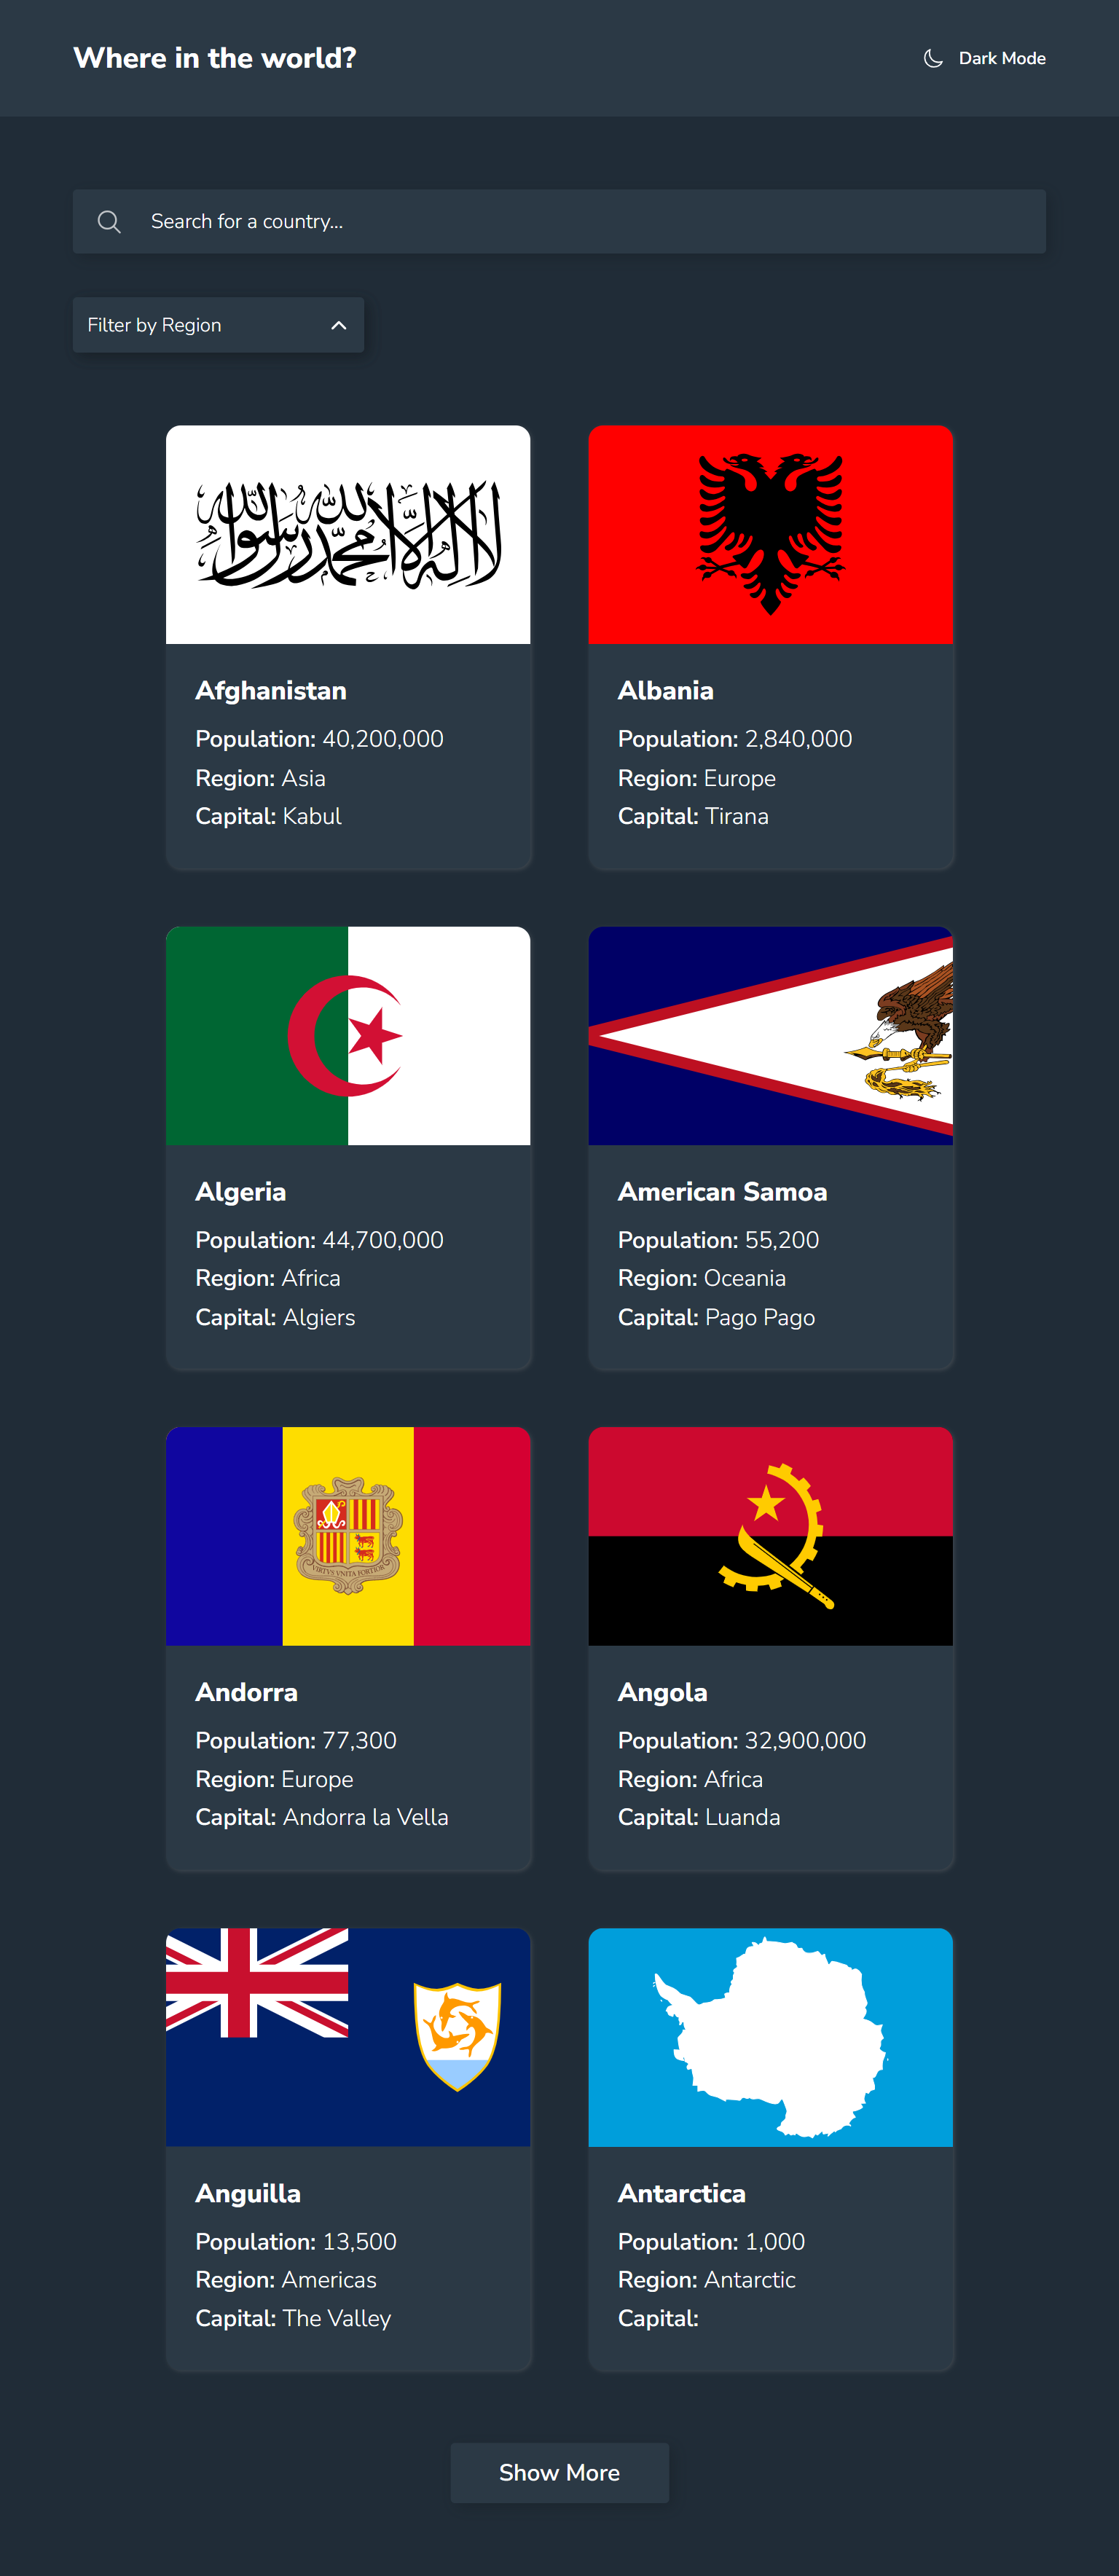 Where in the world?
Dark Mode
Search for a country...
Filter by Region
لا إله إلا الله محمد رسول الله
Afghanistan
Population: 40,200,000
Region: Asia
Capital: Kabul
Albania
Population: 2,840,000
Region: Europe
Capital: Tirana
Algeria
Population: 44,700,000
Region: Africa
Capital: Algiers
American Samoa
Population: 55,200
Region: Oceania
Capital: Pago Pago
VIRTVS VNITA FORTIOR
Andorra
Population: 77,300
Region: Europe
Capital: Andorra la Vella
Angola
Population: 32,900,000
Region: Africa
Capital: Luanda
Anguilla
Population: 13,500
Region: Americas
Capital: The Valley
Antarctica
Population: 1,000
Region: Antarctic
Capital:
Show More